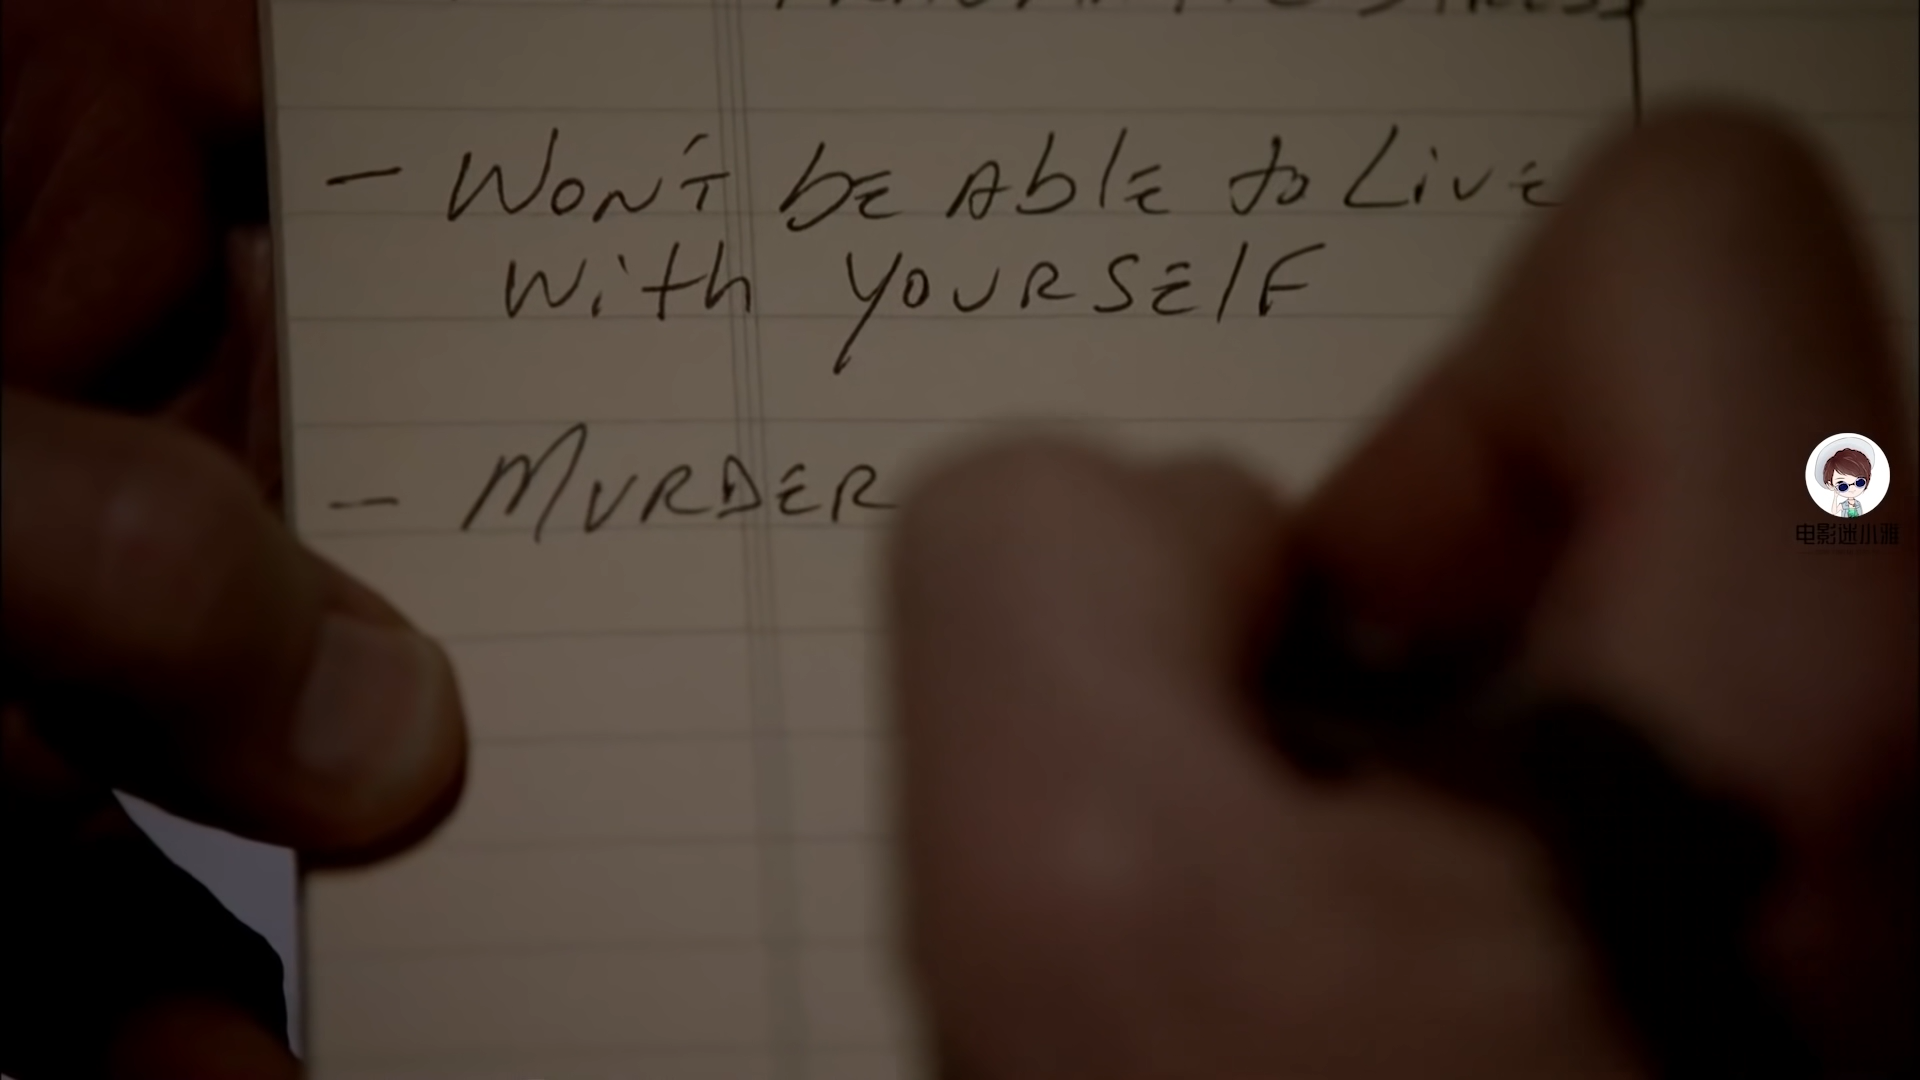 - WON'T bE AblE to LivE
With YOURSElF
- MURDER
电影迷小雅